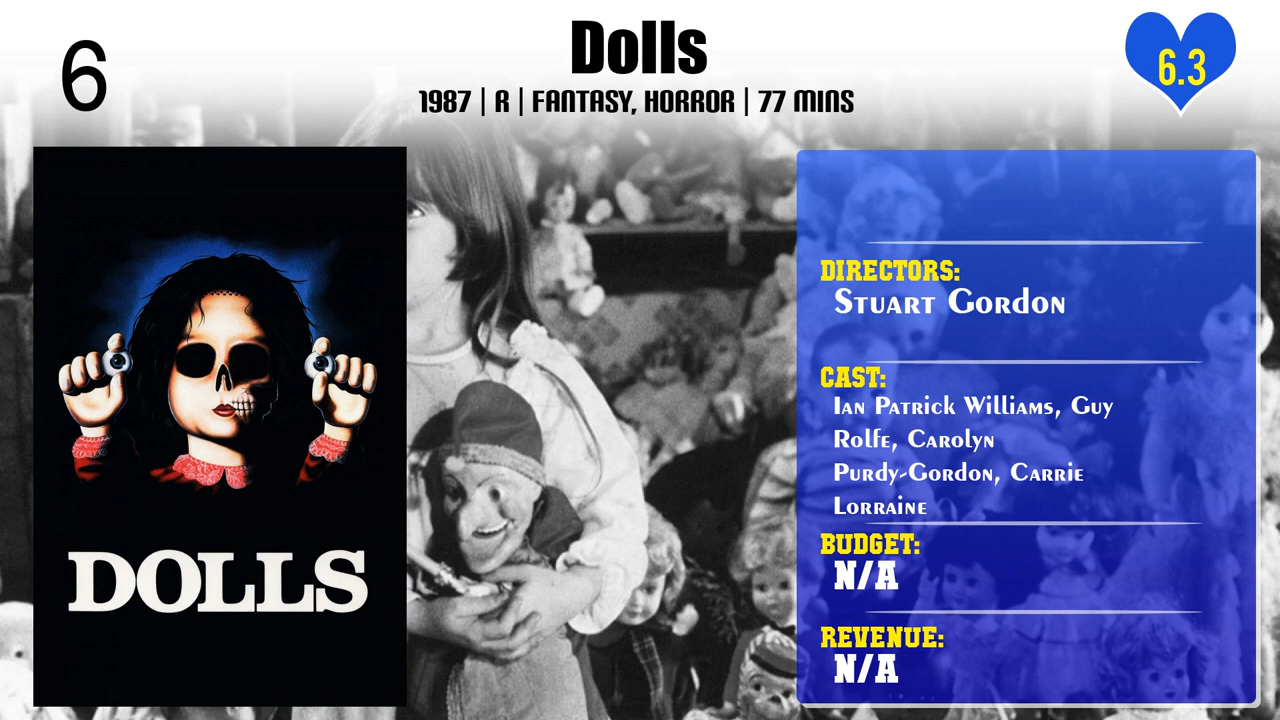 6
Dolls
1987 | R | FANTASY, HORROR | 77 MINS
6.3
DOLLS
DIRECTORS:
Stuart Gordon
CAST:
Ian Patrick Williams, Guy
Rolfe, Carolyn
Purdy-Gordon, Carrie
Lorraine
BUDGET:
N/A
REVENUE:
N/A